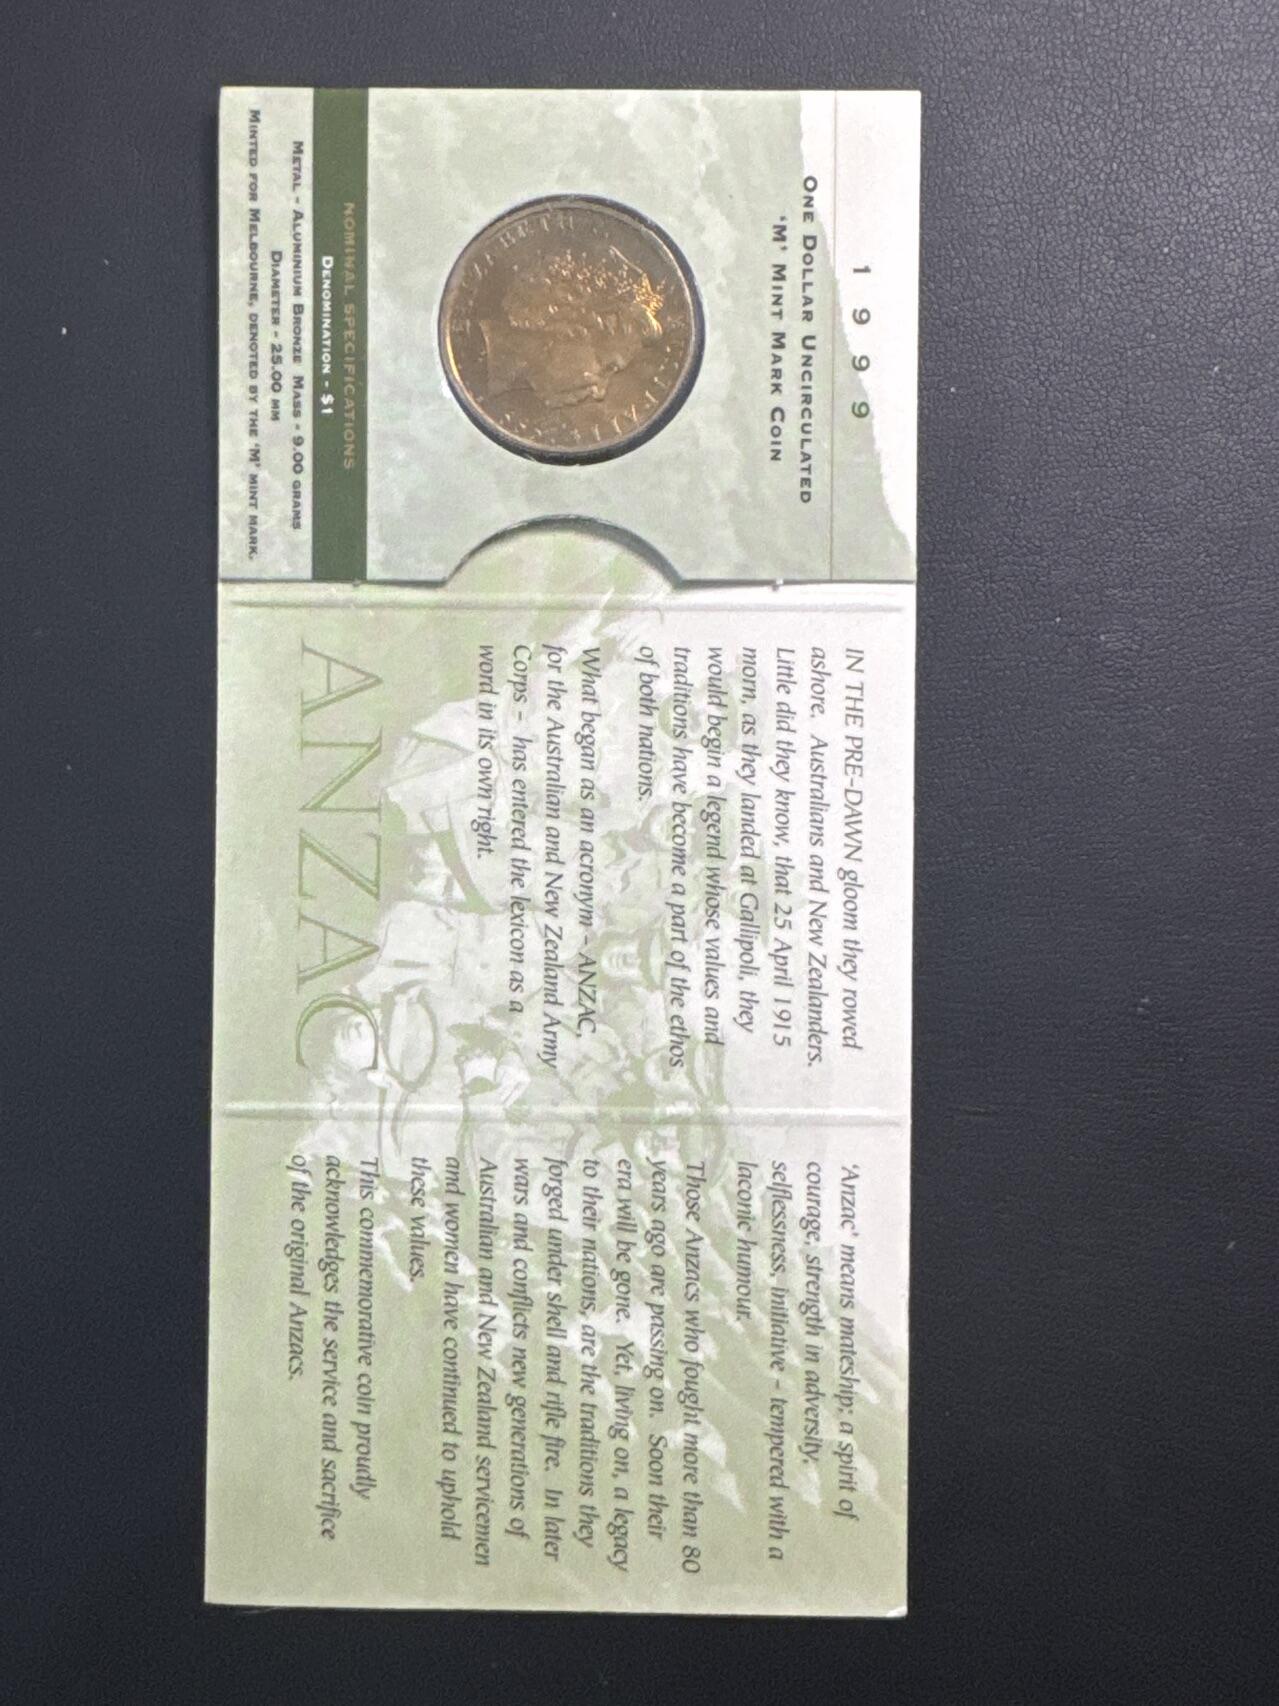 1999
ONE DOLLAR UNCIRCULATED
'M' MINT MARK COIN
ELIZABETH
AUSTRALIA
NOMINAL SPECIFICATIONS
DENOMINATION - $1
METAL - ALUMINIUM BRONZE MASS - 9.00 GRAMS
DIAMETER - 25.00 MM
MINTED FOR MELBOURNE, DENOTED BY THE 'M' MINT MARK.
IN THE PRE-DAWN gloom they rowed
ashore. Australians and New Zealanders.
Little did they know, that 25 April 1915
morn, as they landed at Gallipoli, they
would begin a legend whose values and
traditions have become a part of the ethos
of both nations.
What began as an acronym – ANZAC,
for the Australian and New Zealand Army
Corps – has entered the lexicon as a
word in its own right.
ANZAC
'Anzac' means mateship; a spirit of
courage, strength in adversity,
selflessness, initiative – tempered with a
laconic humour.
Those Anzacs who fought more than 80
years ago are passing on. Soon their
era will be gone. Yet, living on, a legacy
to their nations, are the traditions they
forged under shell and rifle fire. In later
wars and conflicts new generations of
Australian and New Zealand servicemen
and women have continued to uphold
these values.
This commemorative coin proudly
acknowledges the service and sacrifice
of the original Anzacs.